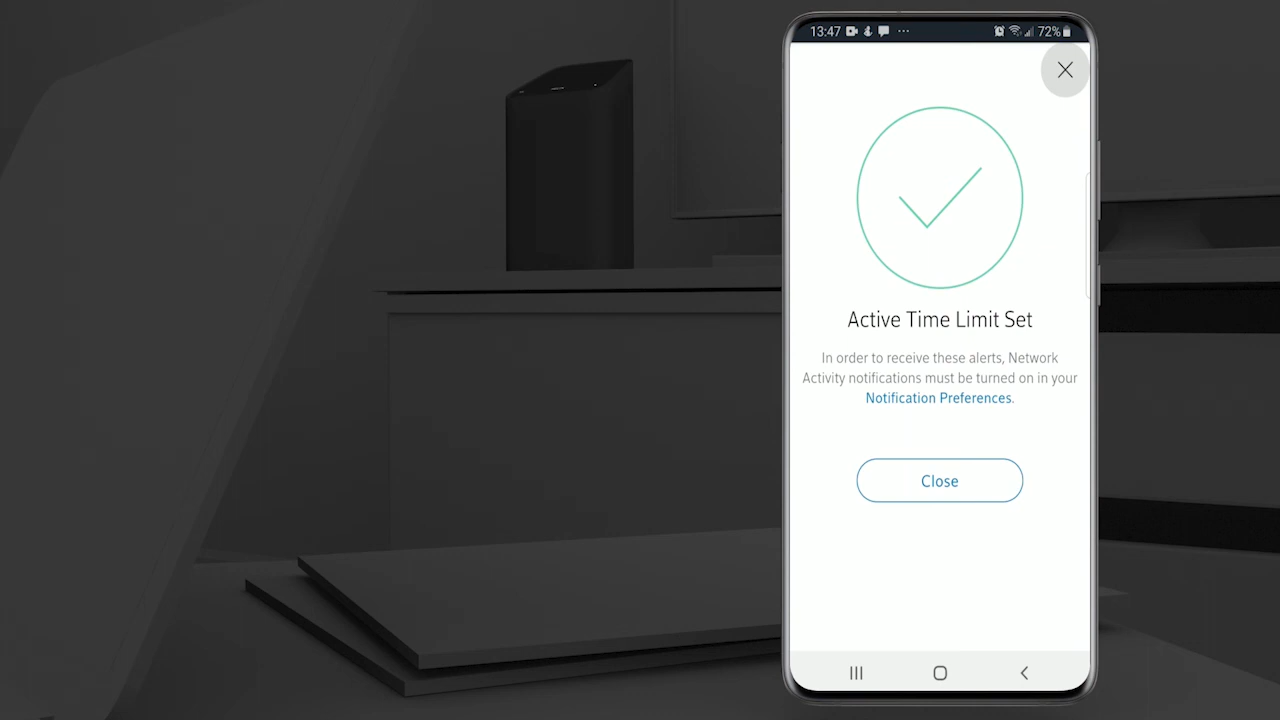 13:47 72%
Active Time Limit Set
In order to receive these alerts, Network
Activity notifications must be turned on in your
Notification Preferences.
Close